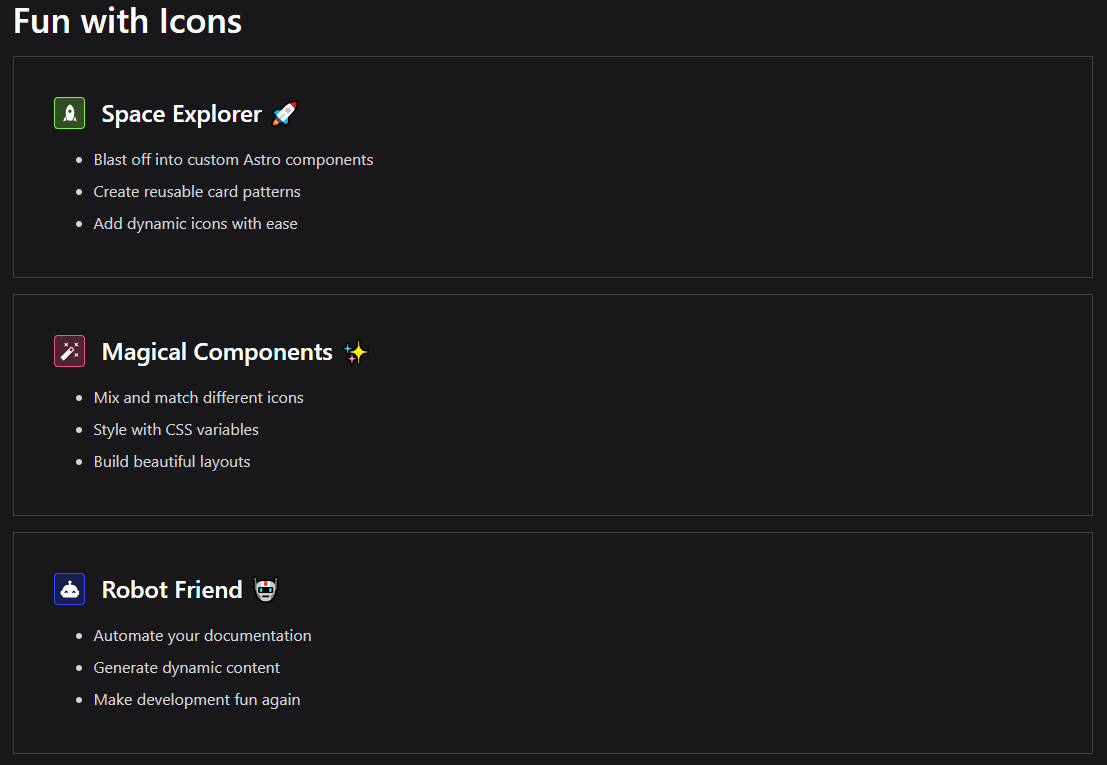 Fun with Icons
Space Explorer 🚀
Blast off into custom Astro components
Create reusable card patterns
Add dynamic icons with ease
Magical Components ✨
Mix and match different icons
Style with CSS variables
Build beautiful layouts
Robot Friend 🤖
Automate your documentation
Generate dynamic content
Make development fun again